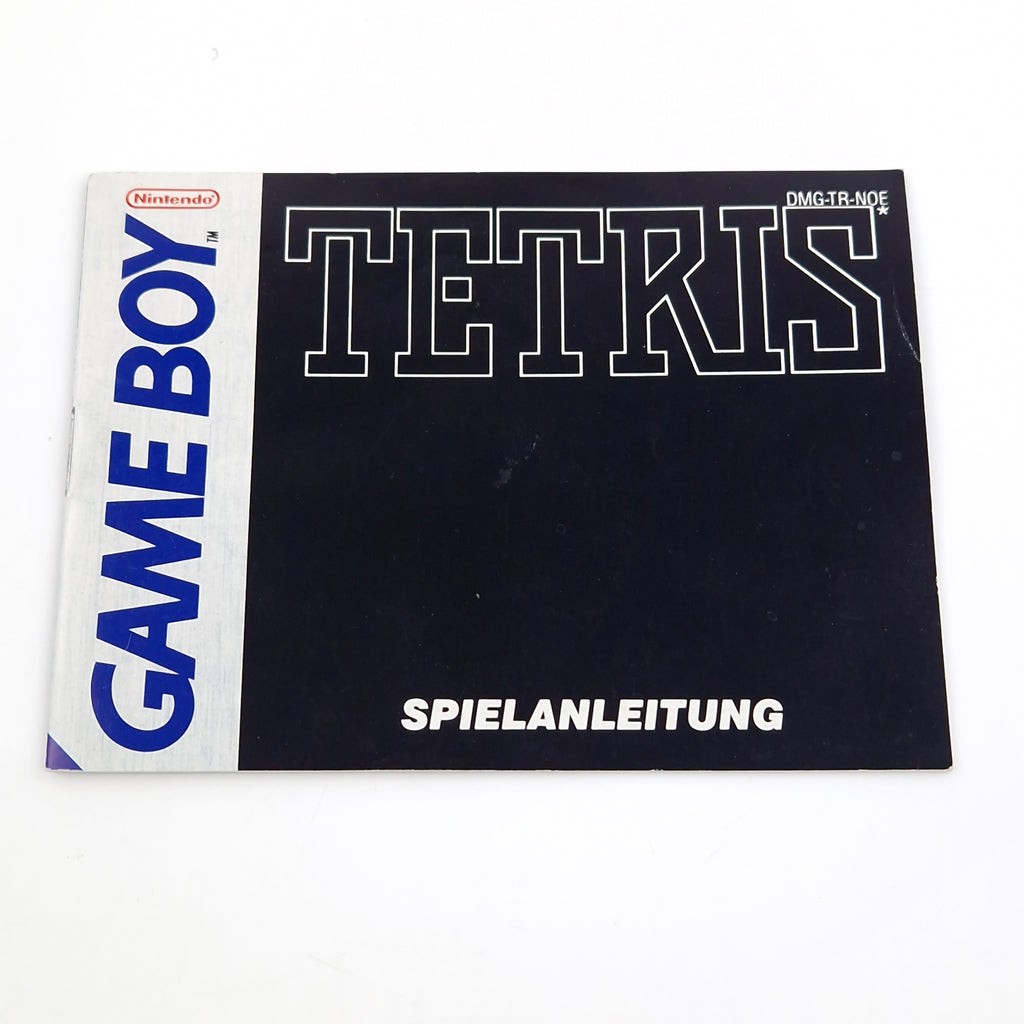 Nintendo
GAME BOY™
DMG-TR-NOE
TETRIS*
SPIELANLEITUNG